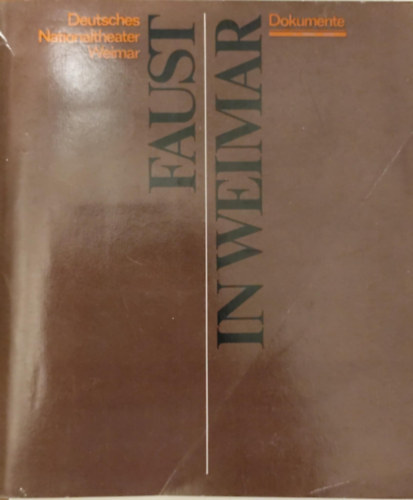 Deutsches
Nationaltheater
Weimar
Dokumente
FAUST
IN WEIMAR